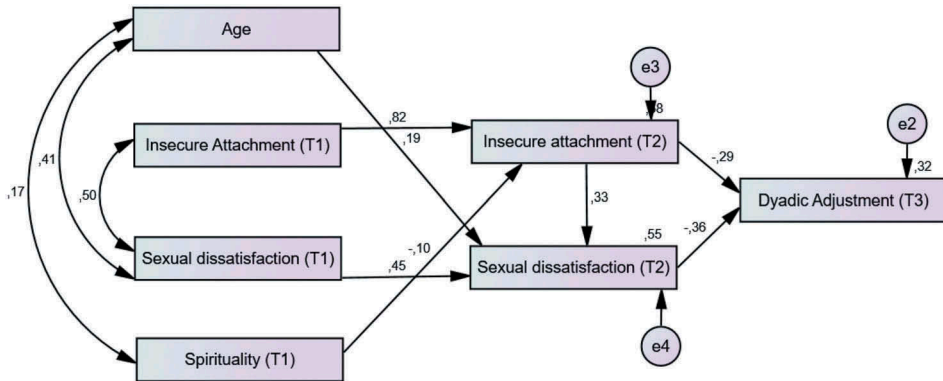 Age
e3
e2
Insecure Attachment (T1)
,82
Insecure attachment (T2)
,19
-,29
,32
,41
,17
,50
,33
Dyadic Adjustment (T3)
Sexual dissatisfaction (T1)
-,10
,45
,55
-,36
Sexual dissatisfaction (T2)
e4
Spirituality (T1)